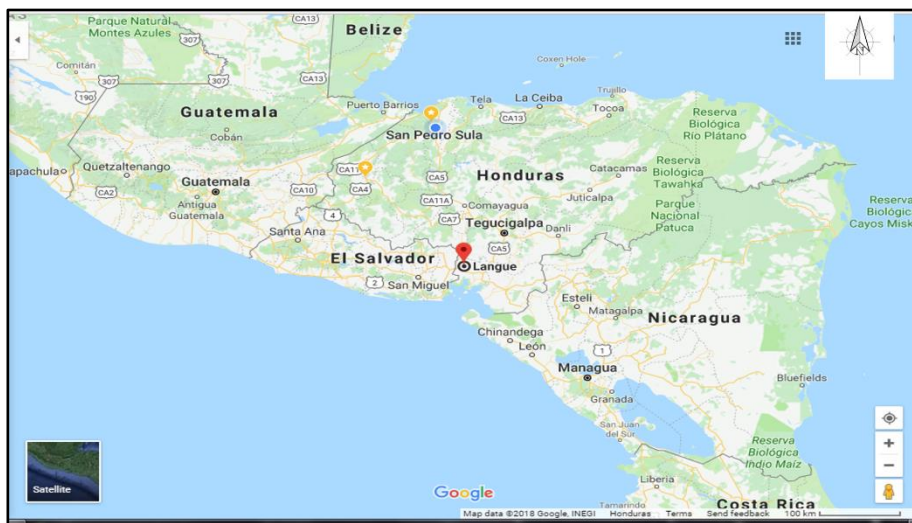 Parque Natural
Montes Azules
CA13
307
Belize
Coxen Hole
N
Comitán
307
307
CA13
190
Guatemala
Puerto Barrios
Tela
La Ceiba
Trujillo
Tocoa
CA13
Reserva
Biológica
Río Plátano
Cobán
San Pedro Sula
apachula
Quetzaltenango
CA2
Guatemala
Antigua
Guatemala
CA10
CA11
CA4
CA5
Honduras
Catacamas
Reserva
Biológica
Tawahka
CA11A
Comayagua
Juticalpa
Parque
Nacional
Patuca
Reserva
Biológica
Cayos Misk
4
CA7
Tegucigalpa
Danli
Santa Ana
CA5
El Salvador
Langue
2
San Miguel
Esteli
Matagalpa
Nicaragua
Chinandega
León
1
Managua
Granada
Bluefields
San Juan
del Sur
Reserva
Biológica
Indio Maíz
Satellite
Google
Liberia
Costa Rica
Tamarindo
Map data ©2018 Google, INEGI Honduras Terms Send feedback 100 km